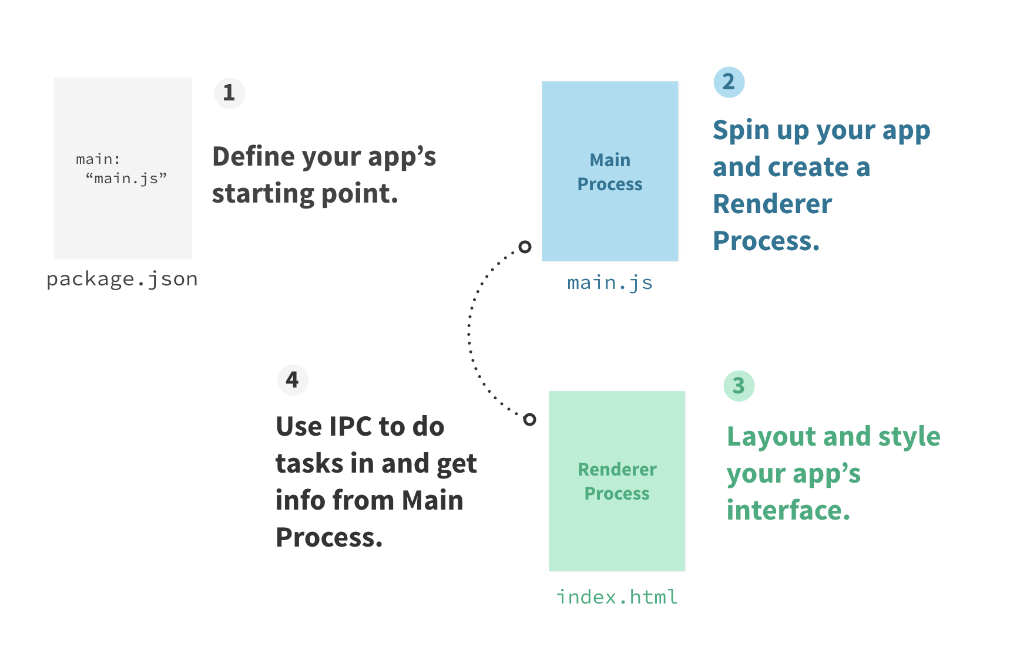 1
Define your app’s
starting point.
main:
“main.js”
package.json
2
Spin up your app
and create a
Renderer
Process.
Main
Process
main.js
3
Layout and style
your app’s
interface.
Renderer
Process
index.html
4
Use IPC to do
tasks in and get
info from Main
Process.